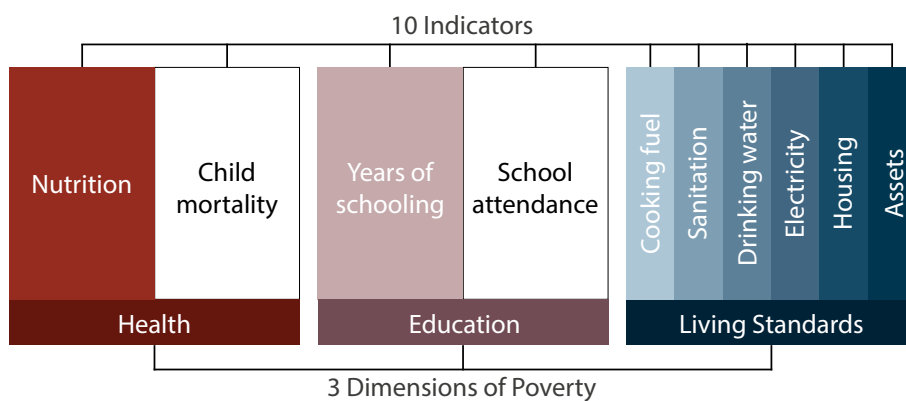 10 Indicators
Nutrition
Child
mortality
Years of
schooling
School
attendance
Cooking fuel
Sanitation
Drinking water
Electricity
Housing
Assets
Health
Education
Living Standards
3 Dimensions of Poverty